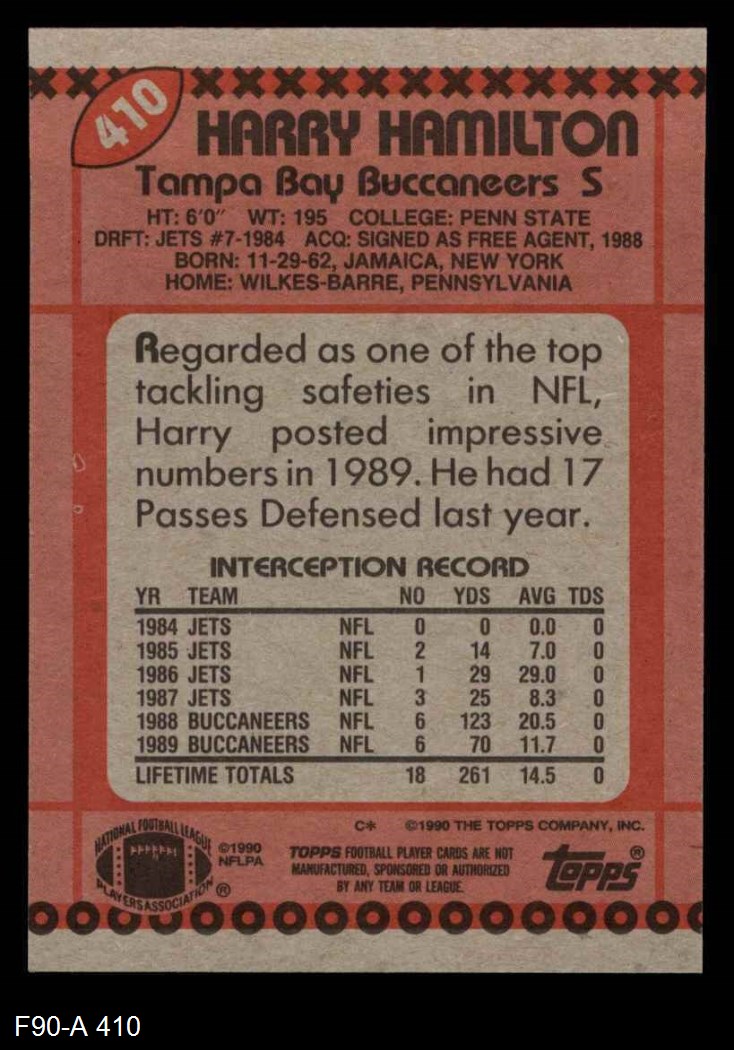 410
HARRY HAMILTON
Tampa Bay Buccaneers S
HT: 6'0" WT: 195 COLLEGE: PENN STATE
DRFT: JETS #7-1984 ACQ: SIGNED AS FREE AGENT, 1988
BORN: 11-29-62, JAMAICA, NEW YORK
HOME: WILKES-BARRE, PENNSYLVANIA
Regarded as one of the top
tackling safeties in NFL,
Harry posted impressive
numbers in 1989. He had 17
Passes Defensed last year.
INTERCEPTION RECORD
YR TEAM NO YDS AVG TDS
1984 JETS NFL 0 0 0.0 0
1985 JETS NFL 2 14 7.0 0
1986 JETS NFL 1 29 29.0 0
1987 JETS NFL 3 25 8.3 0
1988 BUCCANEERS NFL 6 123 20.5 0
1989 BUCCANEERS NFL 6 70 11.7 0
LIFETIME TOTALS 18 261 14.5 0
C* ©1990 THE TOPPS COMPANY, INC.
NATIONAL FOOTBALL LEAGUE
PLAYERS ASSOCIATION ®
©1990
NFLPA
TOPPS FOOTBALL PLAYER CARDS ARE NOT
MANUFACTURED, SPONSORED OR AUTHORIZED
BY ANY TEAM OR LEAGUE.
Topps®
F90-A 410